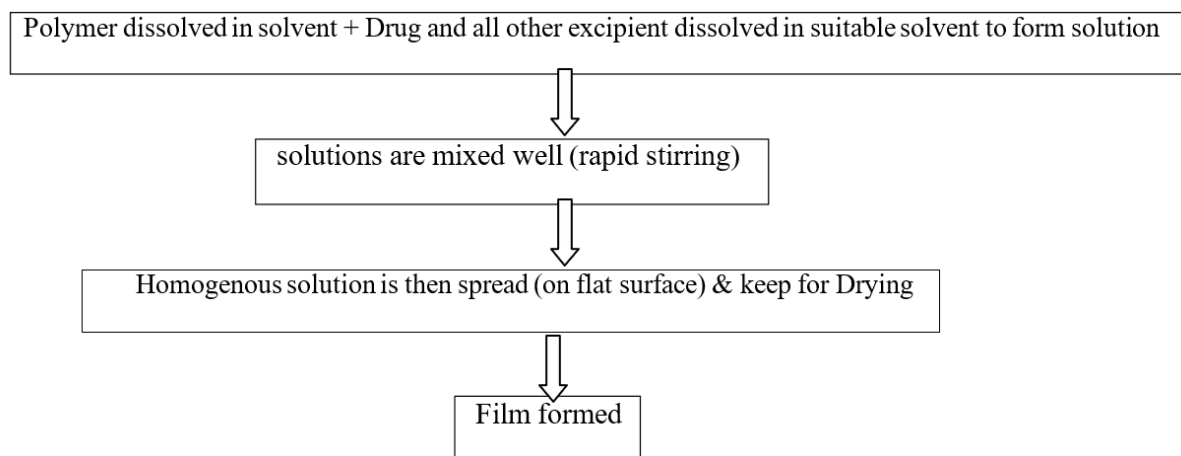 Polymer dissolved in solvent + Drug and all other excipient dissolved in suitable solvent to form solution
solutions are mixed well (rapid stirring)
Homogenous solution is then spread (on flat surface) & keep for Drying
Film formed